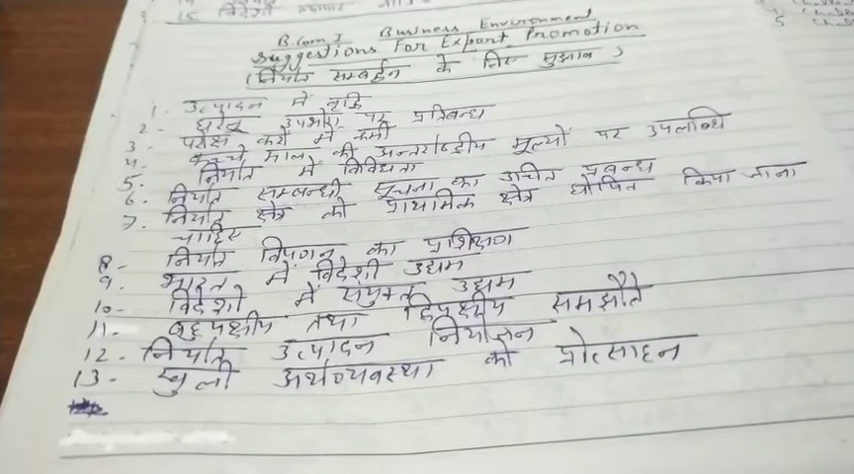 15 विदेशी व्यापार
B.Com I Business Environment
Suggestions For Export Promotion
(निर्यात सम्वर्द्धन के लिए सुझाव)
1. उत्पादन में वृद्धि
2- घरेलू उपभोग पर प्रतिबन्ध
3- परोक्ष करों में कमी
4. कच्चे माल की अन्तर्राष्ट्रीय मूल्यों पर उपलब्धि
5. निर्यात में विविधता
6. निर्यात सम्बन्धी सूचना का उचित प्रबन्ध
7. निर्यात क्षेत्र को प्राथमिक क्षेत्र घोषित किया जाना
चाहिए
8- निर्यात विपणन का प्रशिक्षण
9. भारत में विदेशी उद्यम
10- विदेशो में संयुक्त उद्यम
11. बहुपक्षीय तथा द्विपक्षीय समझौते
12- निर्यात उत्पादन नियोजन
13- खुली अर्थव्यवस्था को प्रोत्साहन